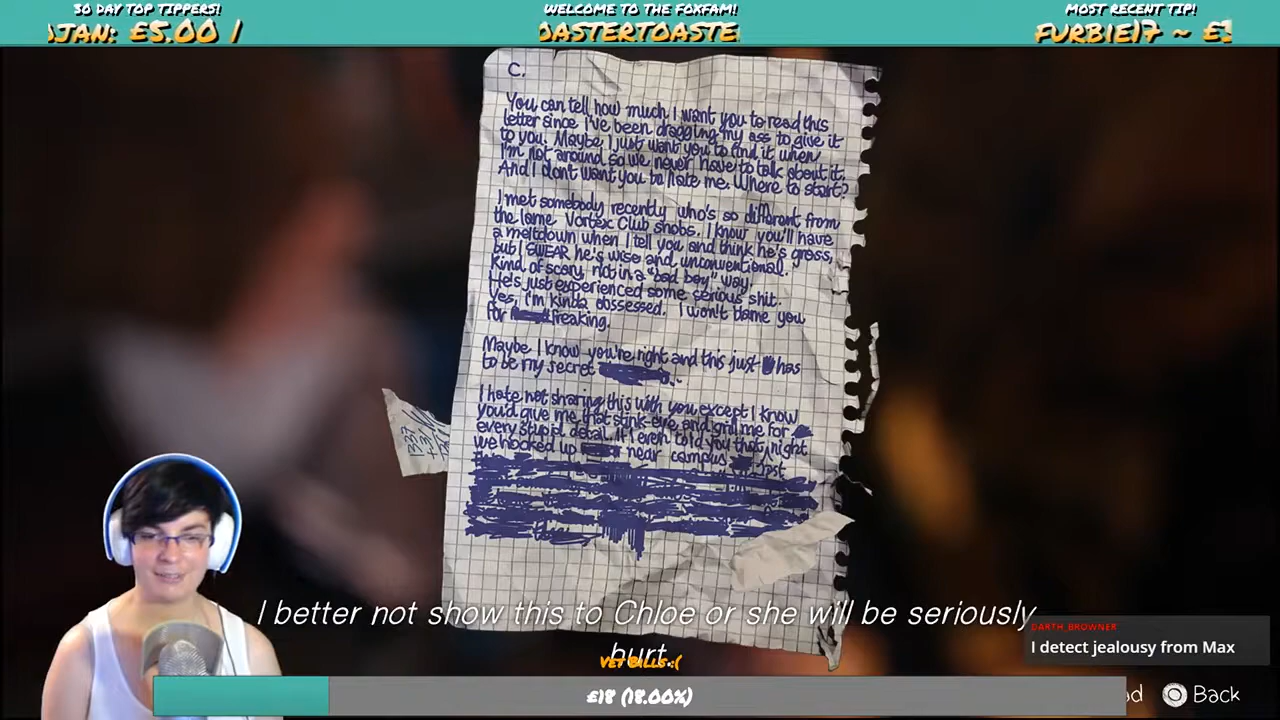 30 DAY TOP TIPPERS!
JAN: £5.00 /
WELCOME TO THE FOXFAM!
OASTERTOASTE
MOST RECENT TIP!
FURBIE17 ~ £
C.
You can tell how much I want you to read this
letter since I've been dragging my ass to give it
to you. Maybe I just want you to find it when
I'm not around so we never have to talk about it.
And I dont want you to hate me. Where to start?
I met somebody recently who's so different from
the lame Vortex Club snobs. I know you'll have
a meltdown when I tell you and think he's gross,
but I SWEAR he's wise and unconventional.
Kind of scary, not in a "bad boy" way.
He's just experienced some serious shit.
Yes, I'm kinda obssessed. I won't blame you
for freaking.
Maybe I know you're right and this just has
to be my secret
I hate not sharing this with you except I know
you'd give me that stink-eye and grill me for
every stupid detail. If I even told you that night
we hooked up near campus just
I better not show this to Chloe or she will be seriously
hurt.
DARTH_BROWNER
I detect jealousy from Max
VET BILLS :(
£18 (18.00%)
ad
Back